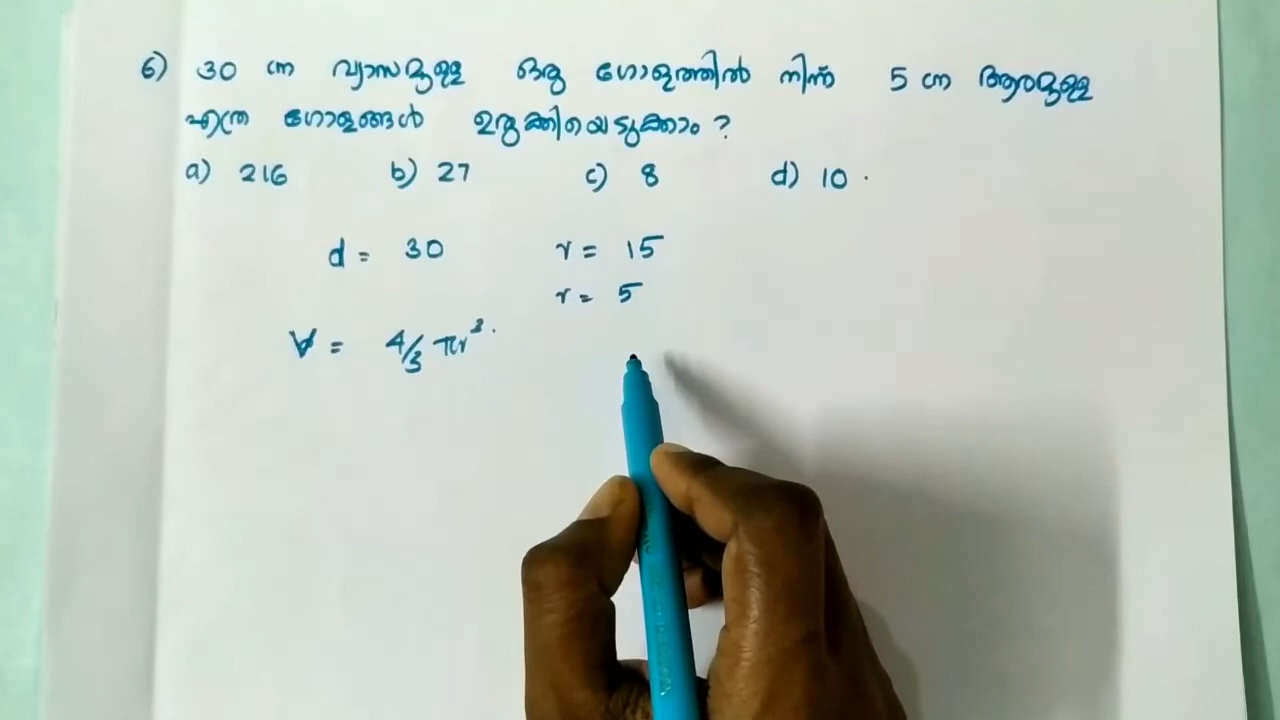 6) 30 cm വ്യാസമുള്ള ഒരു ഗോളത്തിൽ നിന്ന് 5 cm ആരമുള്ള
എത്ര ഗോളങ്ങൾ ഉരുക്കിയെടുക്കാം ?
a) 216 b) 27 c) 8 d) 10 .
d = 30 r = 15
r = 5
V = 4/3 πr³.